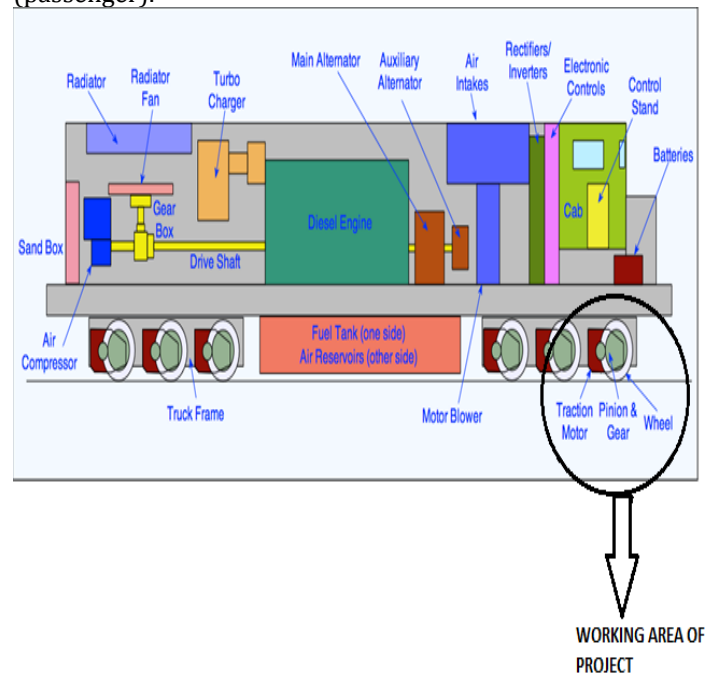 (passenger).
Main Alternator
Auxiliary
Alternator
Air
Intakes
Rectifiers/
Inverters
Electronic
Controls
Control
Stand
Batteries
Radiator
Radiator
Fan
Turbo
Charger
Gear
Box
Diesel Engine
Cab
Sand Box
Drive Shaft
Air
Compressor
Fuel Tank (one side)
Air Reservoirs (other side)
Truck Frame
Motor Blower
Traction
Motor
Pinion &
Gear
Wheel
WORKING AREA OF
PROJECT